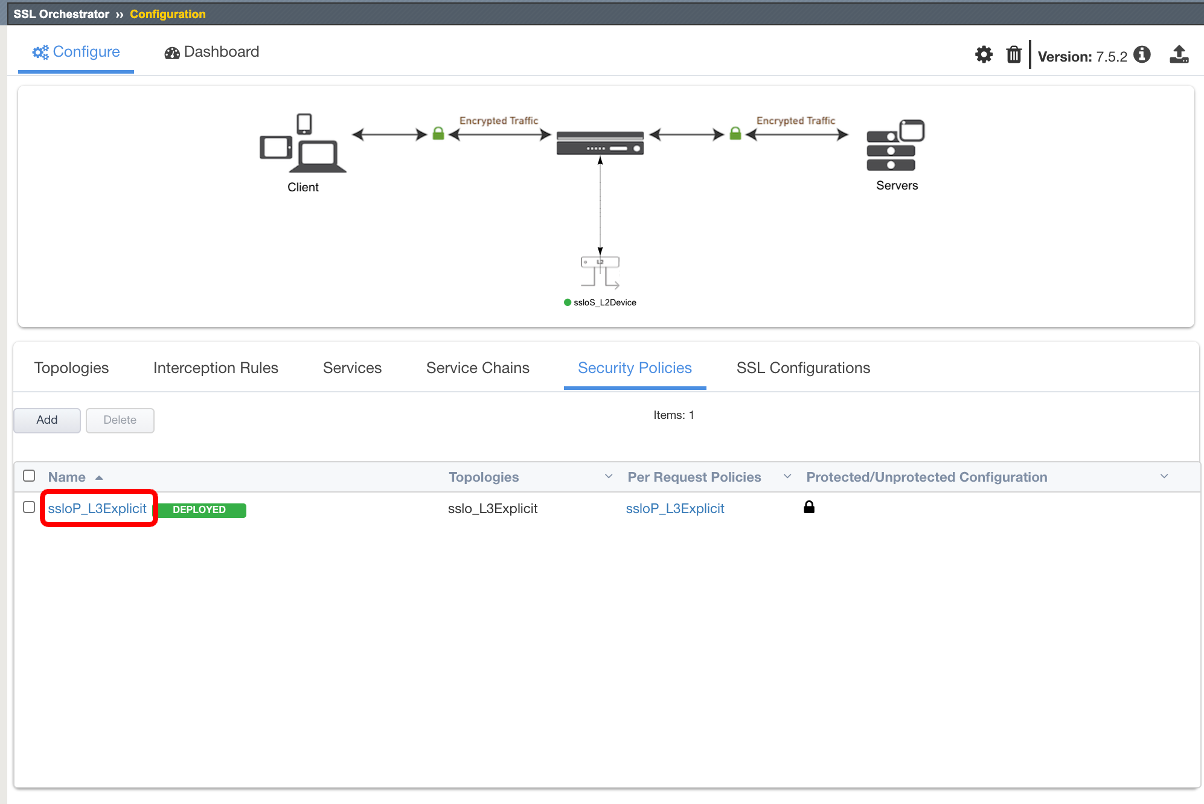 SSL Orchestrator ›› Configuration
Configure Dashboard Version: 7.5.2
Encrypted Traffic Encrypted Traffic
Client Servers
L2
ssloS_L2Device
Topologies Interception Rules Services Service Chains Security Policies SSL Configurations
Add Delete Items: 1
Name Topologies Per Request Policies Protected/Unprotected Configuration
ssloP_L3Explicit DEPLOYED sslo_L3Explicit ssloP_L3Explicit